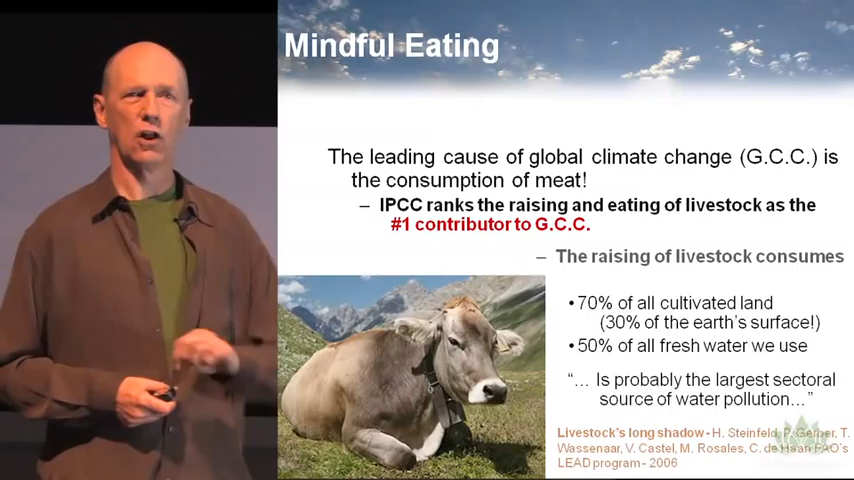 Mindful Eating
The leading cause of global climate change (G.C.C.) is
the consumption of meat!
– IPCC ranks the raising and eating of livestock as the
#1 contributor to G.C.C.
– The raising of livestock consumes
•70% of all cultivated land
(30% of the earth's surface!)
•50% of all fresh water we use
"... Is probably the largest sectoral
source of water pollution..."
Livestock's long shadow - H. Steinfeld, P. Gerber, T.
Wassenaar, V. Castel, M. Rosales, C. de Haan FAO's
LEAD program - 2006